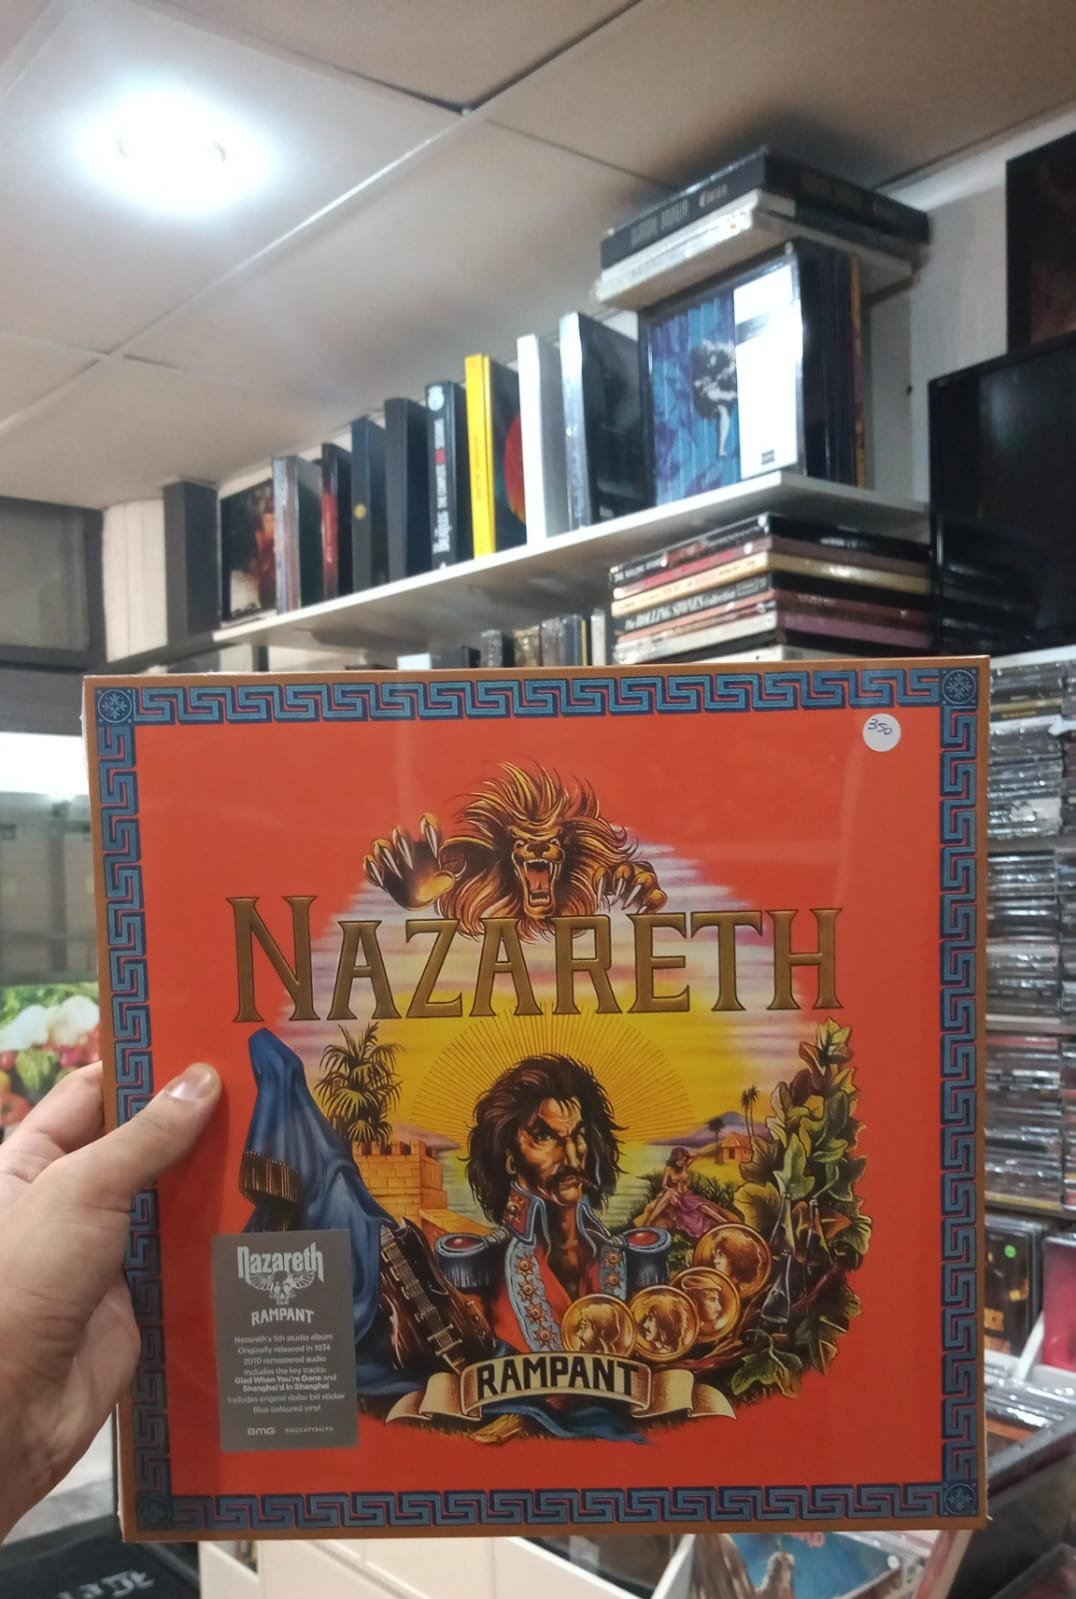 The ROLLING STONES Collection
350
NAZARETH
Nazareth
RAMPANT
Nazareth's 5th studio album
Originally released in 1974
2010 remastered audio
Includes the key tracks:
Glad When You're Gone and
Shanghai'd In Shanghai
Includes original dollar bill sticker
Blue coloured vinyl
BMG
RAMPANT